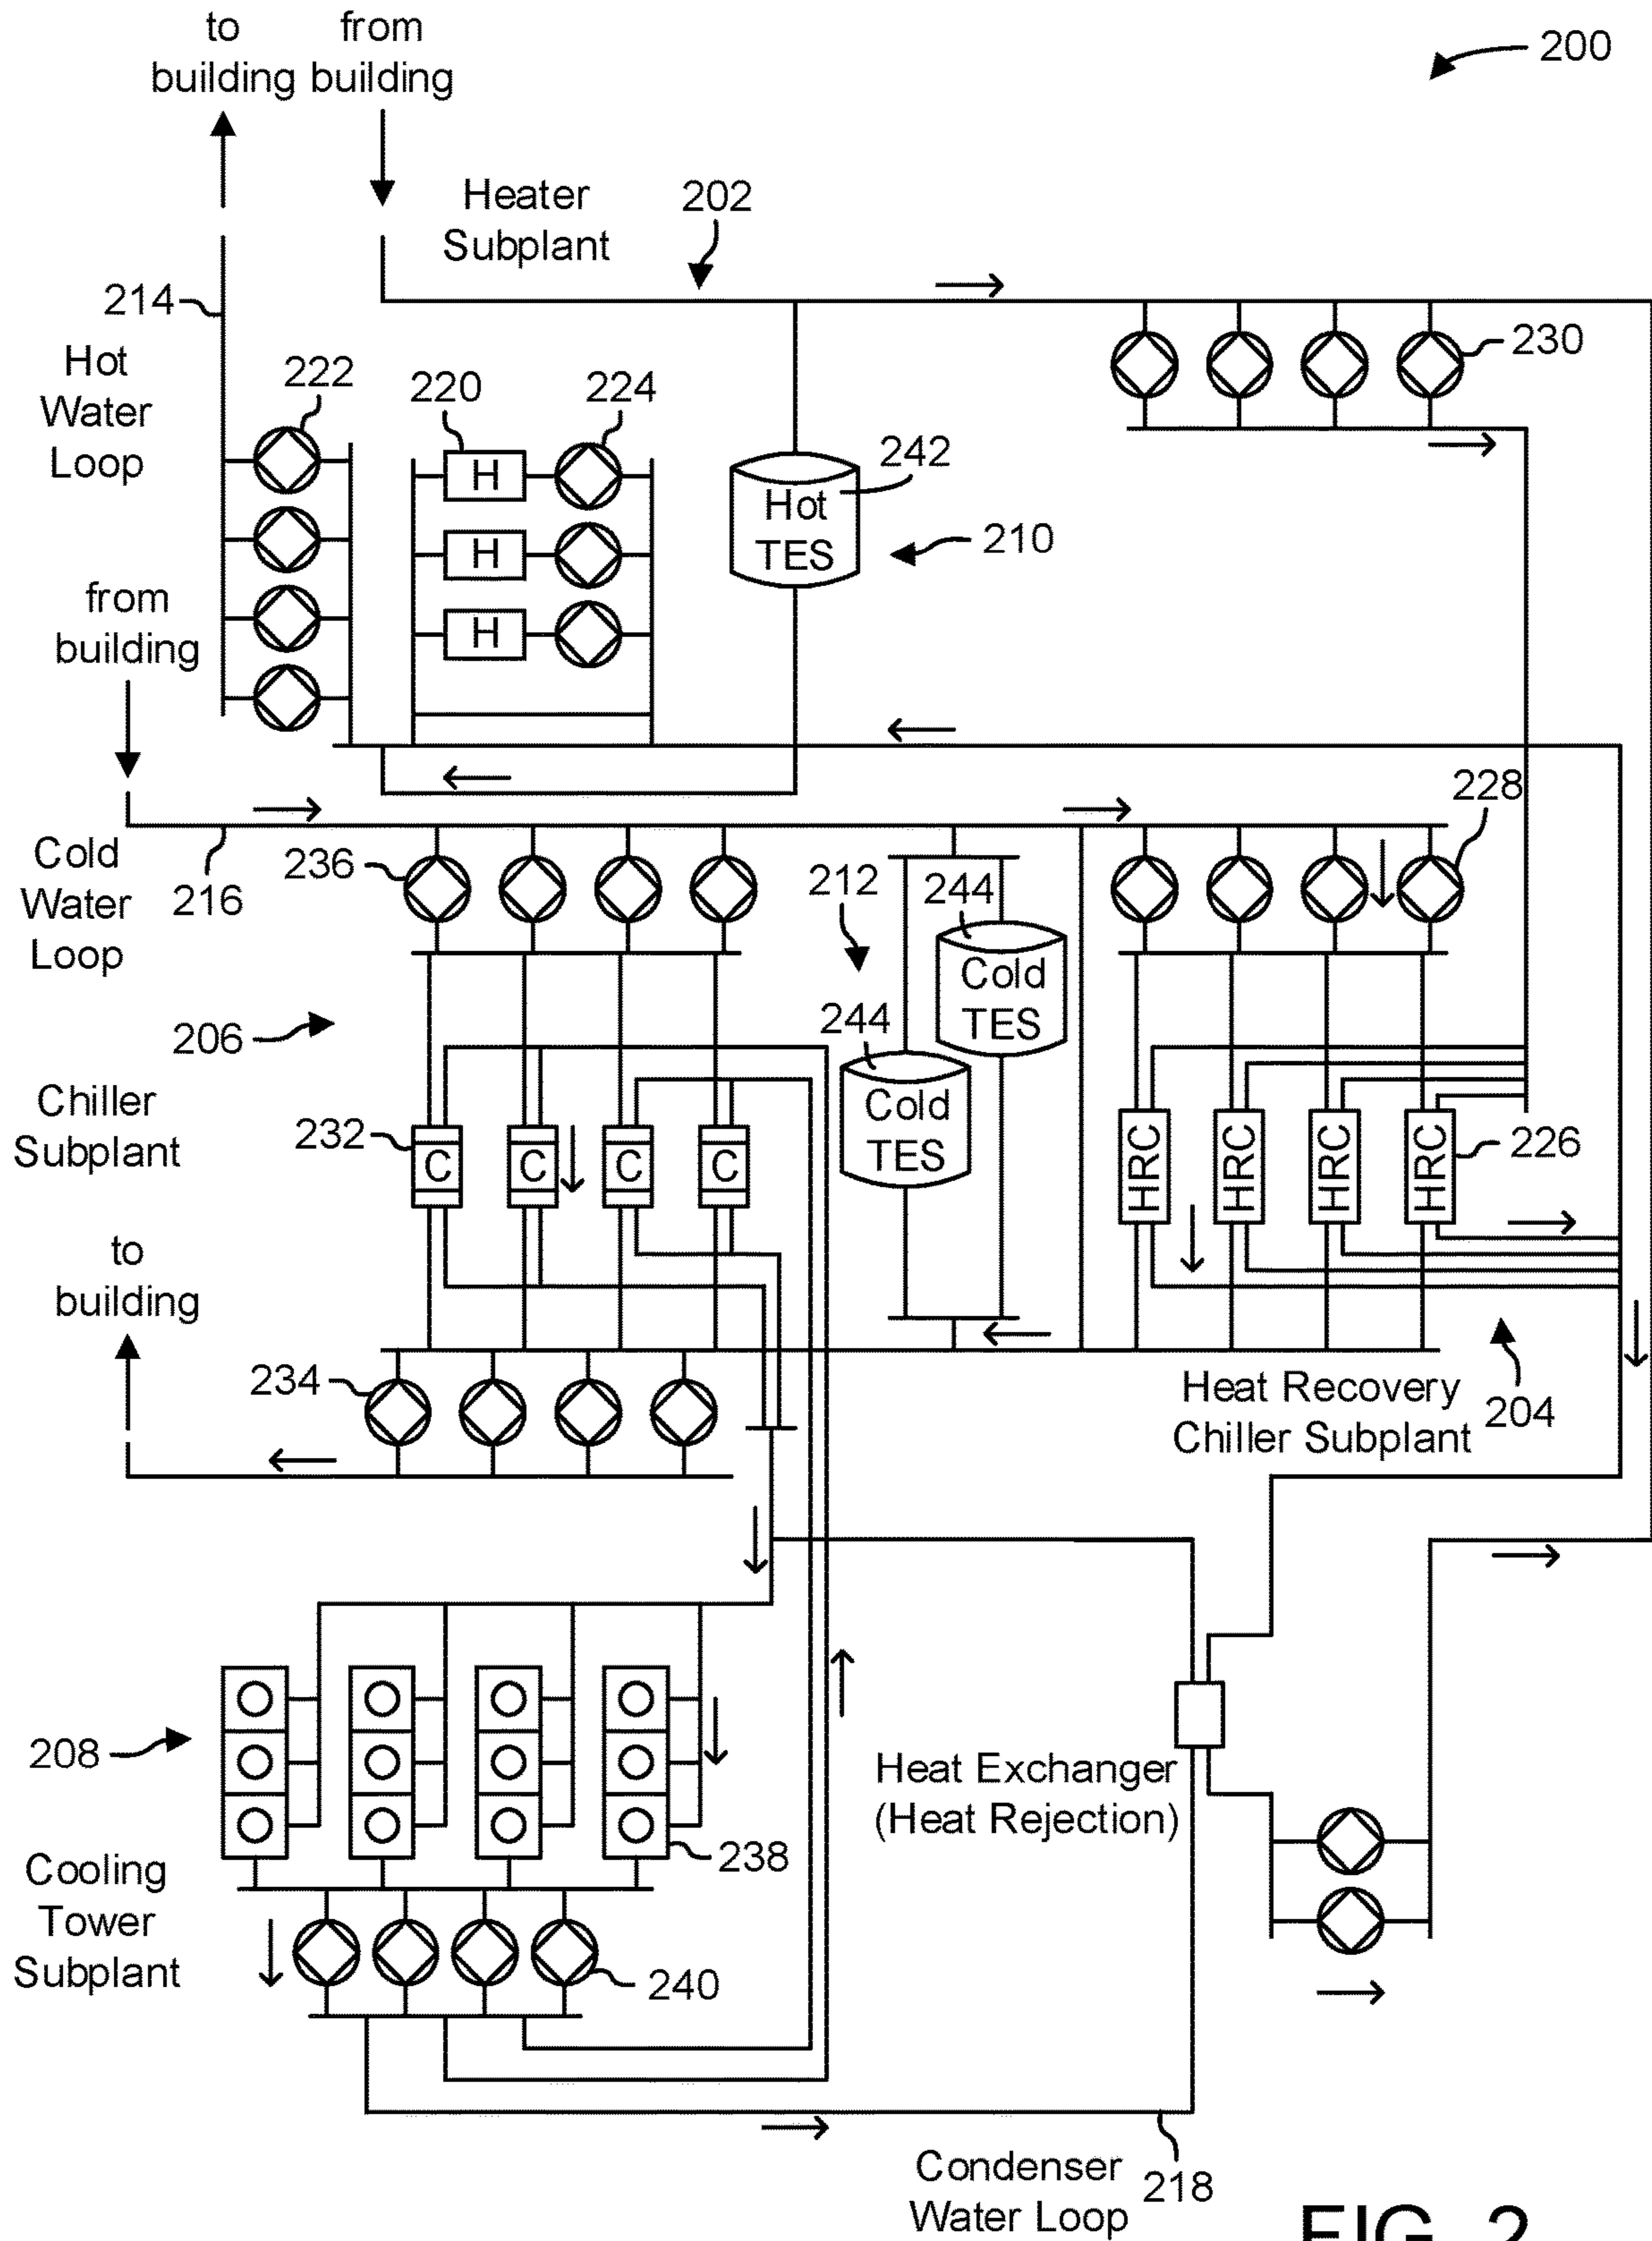 to from
building building
200
Heater
Subplant
202
214
Hot
Water
Loop
222
220
224
230
H
H
H
242
Hot
TES
210
from
building
228
Cold
Water
Loop
216
236
212
244
Cold
TES
244
Cold
TES
206
Chiller
Subplant
232
C
C
C
C
HRC
HRC
HRC
HRC
226
to
building
234
Heat Recovery
Chiller Subplant
204
208
Heat Exchanger
(Heat Rejection)
238
Cooling
Tower
Subplant
240
Condenser
Water Loop
218
FIG. 2